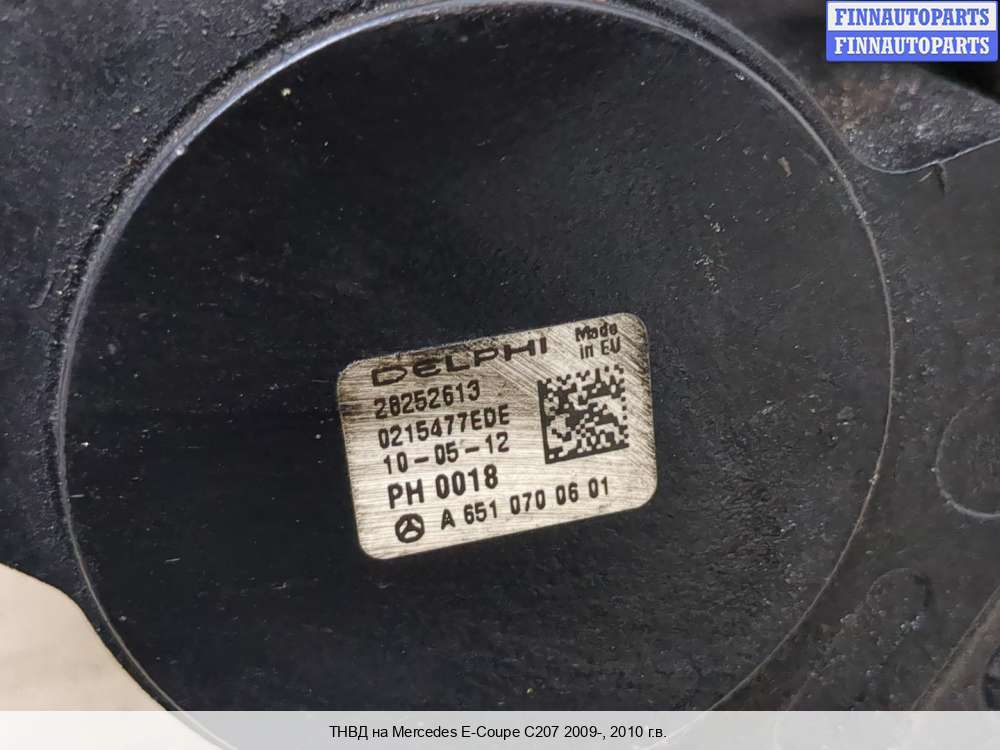 FINNAUTOPARTS
FINNAUTOPARTS
DELPHI
Made
in EU
28252613
0215477EDE
10-05-12
PH 0018
A 651 070 06 01
ТНВД на Mercedes E-Coupe C207 2009-, 2010 г.в.